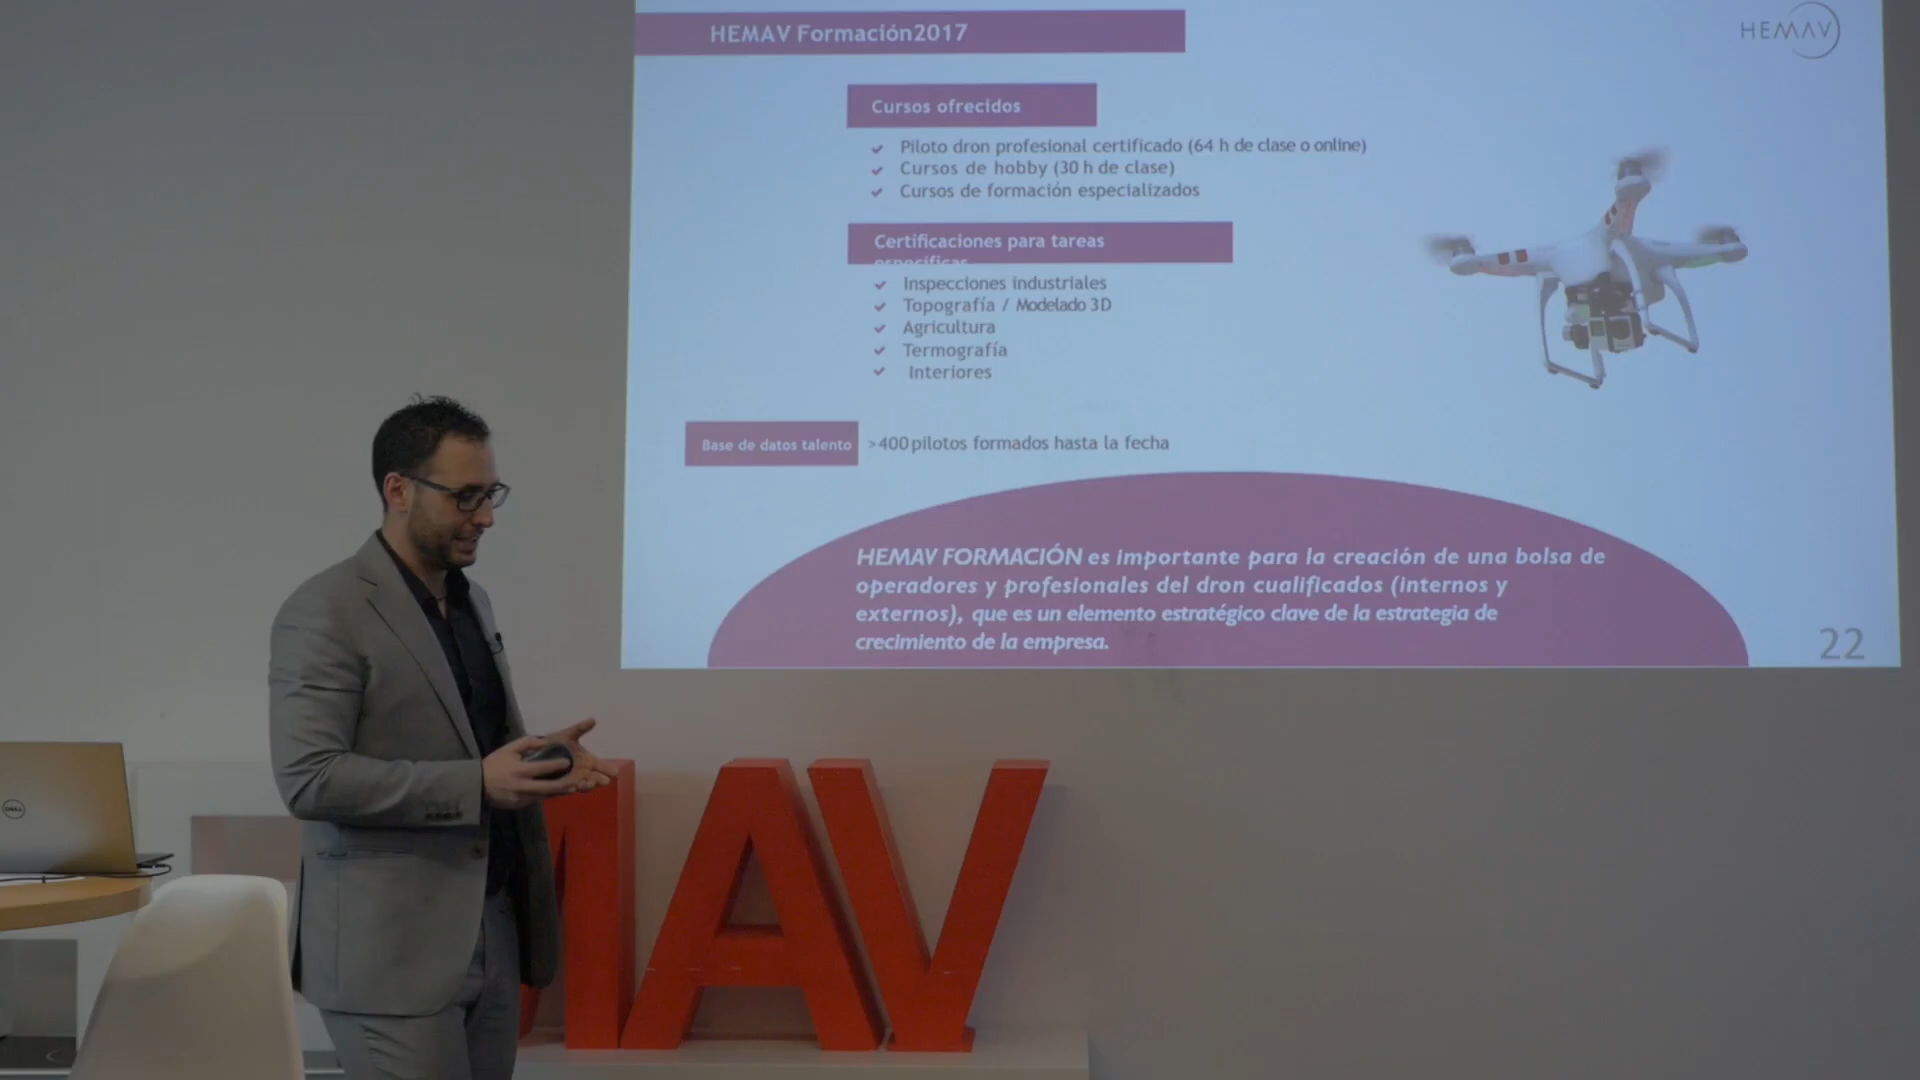 HEMAV Formación2017
HEMAV
Cursos ofrecidos
Piloto dron profesional certificado (64 h de clase o online)
Cursos de hobby (30 h de clase)
Cursos de formación especializados
Certificaciones para tareas
específicas
Inspecciones industriales
Topografía / Modelado 3D
Agricultura
Termografía
Interiores
Base de datos talento >400 pilotos formados hasta la fecha
HEMAV FORMACIÓN es importante para la creación de una bolsa de
operadores y profesionales del dron cualificados (internos y
externos), que es un elemento estratégico clave de la estrategia de
crecimiento de la empresa.
22
MAV
DELL